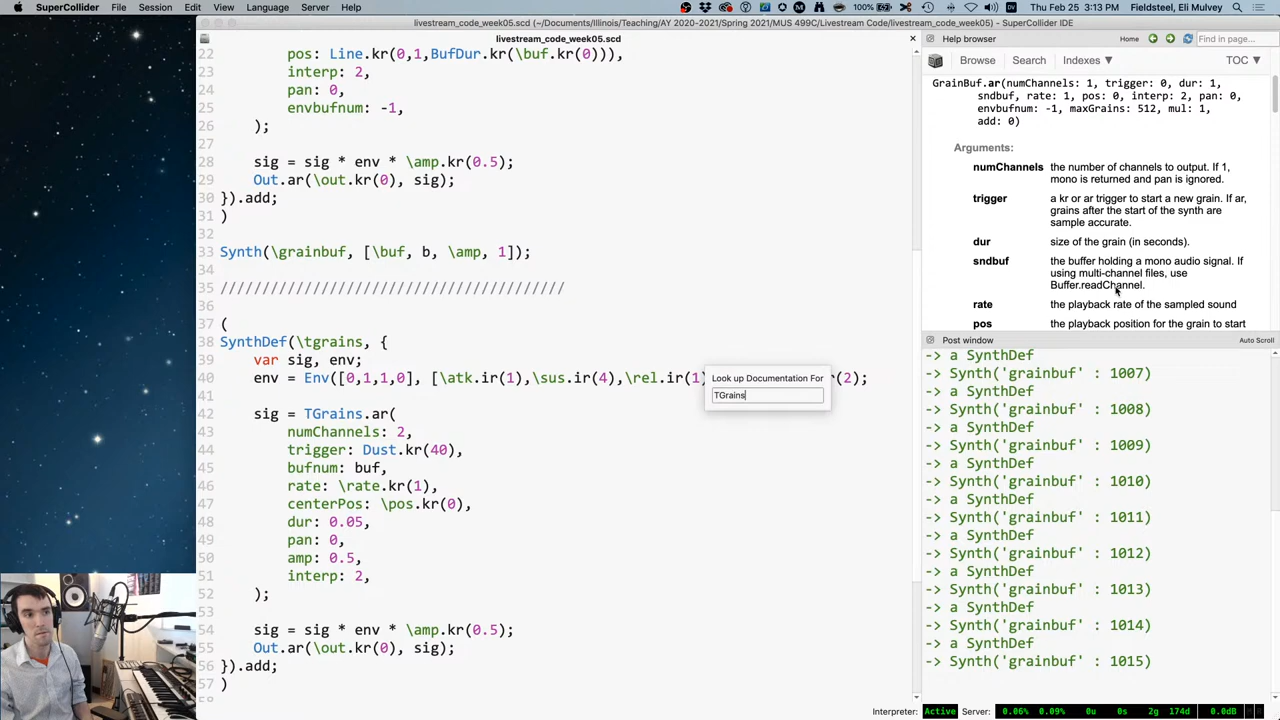 SuperCollider File Session Edit View Language Server Help 100% Thu Feb 25 3:13 PM Fieldsteel, Eli Mulvey
livestream_code_week05.scd (~/Documents/Illinois/Teaching/AY 2020-2021/Spring 2021/MUS 499C/Livestream Code/livestream_code_week05) - SuperCollider IDE
livestream_code_week05.scd
22 pos: Line.kr(0,1,BufDur.kr(\buf.kr(0))),
23 interp: 2,
24 pan: 0,
25 envbufnum: -1,
26 );
27
28 sig = sig * env * \amp.kr(0.5);
29 Out.ar(\out.kr(0), sig);
30 }).add;
31 )
32
33 Synth(\grainbuf, [\buf, b, \amp, 1]);
34
35 /////////////////////////////////////////
36
37 (
38 SynthDef(\tgrains, {
39 var sig, env;
40 env = Env([0,1,1,0], [\atk.ir(1),\sus.ir(4),\rel.ir(1) r(2);
41
42 sig = TGrains.ar(
43 numChannels: 2,
44 trigger: Dust.kr(40),
45 bufnum: buf,
46 rate: \rate.kr(1),
47 centerPos: \pos.kr(0),
48 dur: 0.05,
49 pan: 0,
50 amp: 0.5,
51 interp: 2,
52 );
53
54 sig = sig * env * \amp.kr(0.5);
55 Out.ar(\out.kr(0), sig);
56 }).add;
57 )
Look up Documentation For
TGrains
Help browser Home Find in page...
Browse Search Indexes ▼ TOC ▼
GrainBuf.ar(numChannels: 1, trigger: 0, dur: 1,
sndbuf, rate: 1, pos: 0, interp: 2, pan: 0,
envbufnum: -1, maxGrains: 512, mul: 1,
add: 0)
Arguments:
numChannels the number of channels to output. If 1,
mono is returned and pan is ignored.
trigger a kr or ar trigger to start a new grain. If ar,
grains after the start of the synth are
sample accurate.
dur size of the grain (in seconds).
sndbuf the buffer holding a mono audio signal. If
using multi-channel files, use
Buffer.readChannel.
rate the playback rate of the sampled sound
pos the playback position for the grain to start
Post window Auto Scroll
-> a SynthDef
-> Synth('grainbuf' : 1007)
-> a SynthDef
-> Synth('grainbuf' : 1008)
-> a SynthDef
-> Synth('grainbuf' : 1009)
-> a SynthDef
-> Synth('grainbuf' : 1010)
-> a SynthDef
-> Synth('grainbuf' : 1011)
-> a SynthDef
-> Synth('grainbuf' : 1012)
-> a SynthDef
-> Synth('grainbuf' : 1013)
-> a SynthDef
-> Synth('grainbuf' : 1014)
-> a SynthDef
-> Synth('grainbuf' : 1015)
Interpreter: Active Server: 0.06% 0.09% 0u 0s 2g 174d 0.0dB